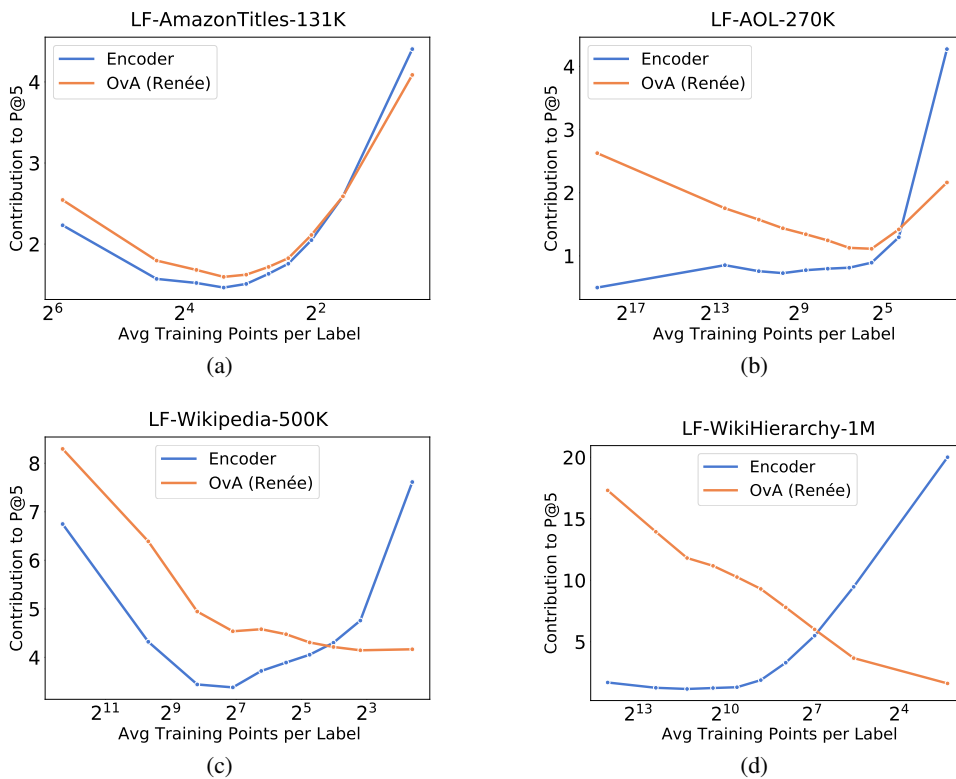 LF-AmazonTitles-131K
Contribution to P@5
4
3
2
Encoder
OvA (Renée)
2^6 2^4 2^2
Avg Training Points per Label
(a)
LF-AOL-270K
Contribution to P@5
4
3
2
1
Encoder
OvA (Renée)
2^17 2^13 2^9 2^5
Avg Training Points per Label
(b)
LF-Wikipedia-500K
Contribution to P@5
8
7
6
5
4
Encoder
OvA (Renée)
2^11 2^9 2^7 2^5 2^3
Avg Training Points per Label
(c)
LF-WikiHierarchy-1M
Contribution to P@5
20
15
10
5
Encoder
OvA (Renée)
2^13 2^10 2^7 2^4
Avg Training Points per Label
(d)